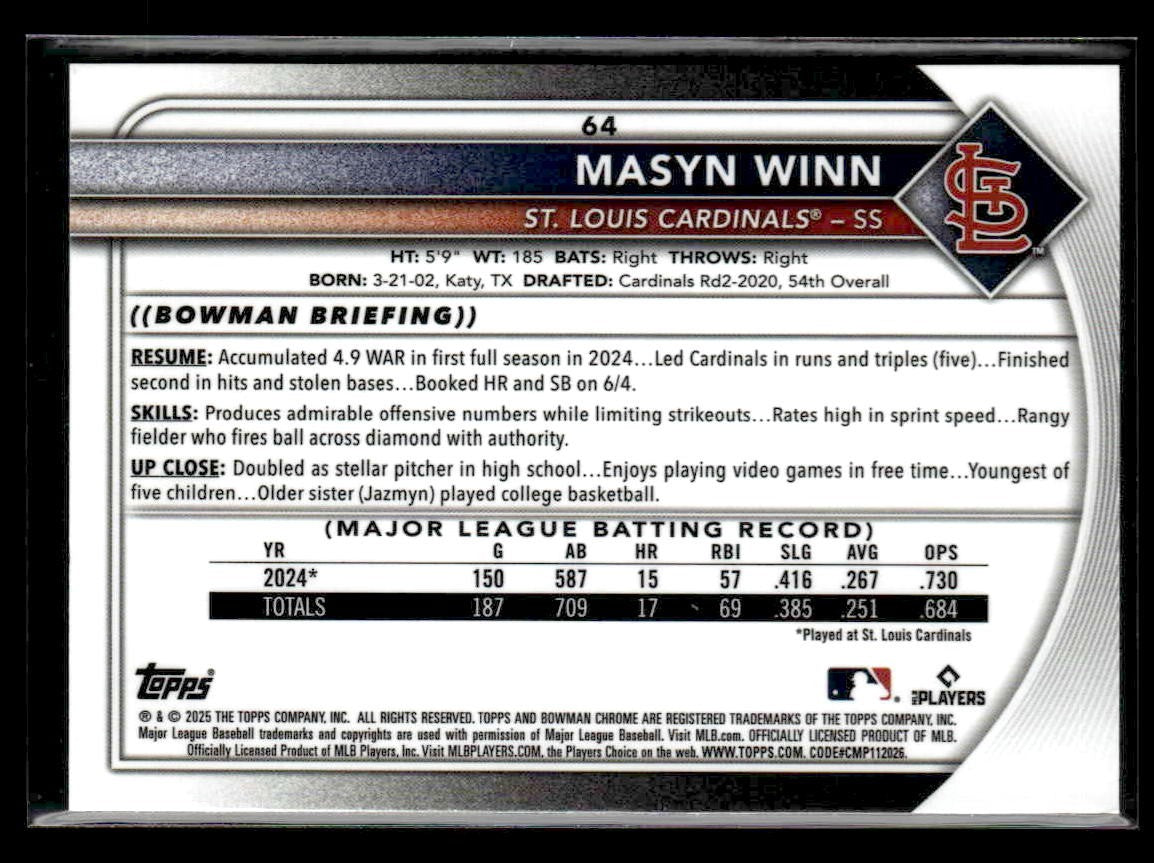 64
MASYN WINN
ST. LOUIS CARDINALS® – SS
STL
™
HT: 5'9" WT: 185 BATS: Right THROWS: Right
BORN: 3-21-02, Katy, TX DRAFTED: Cardinals Rd2-2020, 54th Overall
((BOWMAN BRIEFING))
RESUME: Accumulated 4.9 WAR in first full season in 2024...Led Cardinals in runs and triples (five)...Finished
second in hits and stolen bases...Booked HR and SB on 6/4.
SKILLS: Produces admirable offensive numbers while limiting strikeouts...Rates high in sprint speed...Rangy
fielder who fires ball across diamond with authority.
UP CLOSE: Doubled as stellar pitcher in high school...Enjoys playing video games in free time...Youngest of
five children...Older sister (Jazmyn) played college basketball.
(MAJOR LEAGUE BATTING RECORD)
YR G AB HR RBI SLG AVG OPS
2024* 150 587 15 57 .416 .267 .730
TOTALS 187 709 17 69 .385 .251 .684
*Played at St. Louis Cardinals
Topps®
MLB PLAYERS
® & © 2025 THE TOPPS COMPANY, INC. ALL RIGHTS RESERVED. TOPPS AND BOWMAN CHROME ARE REGISTERED TRADEMARKS OF THE TOPPS COMPANY, INC.
Major League Baseball trademarks and copyrights are used with permission of Major League Baseball. Visit MLB.com. OFFICIALLY LICENSED PRODUCT OF MLB.
Officially Licensed Product of MLB Players, Inc. Visit MLBPLAYERS.COM, the Players Choice on the web. WWW.TOPPS.COM. CODE#CMP112026.